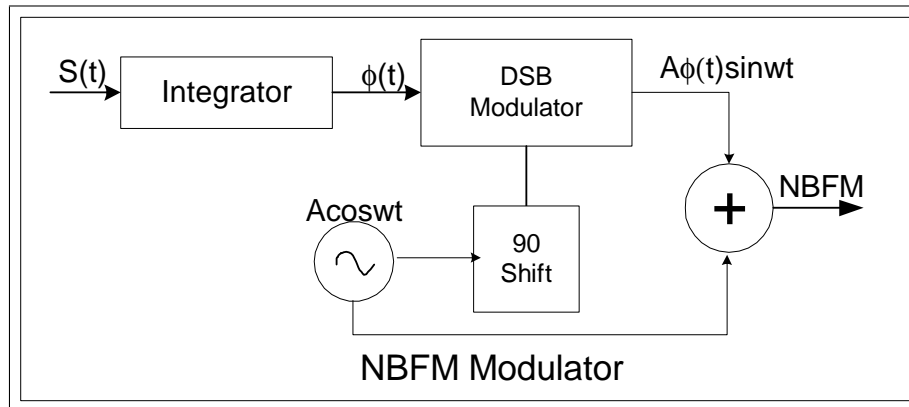 S(t)
Integrator
ϕ(t)
DSB
Modulator
Aϕ(t)sinwt
+
NBFM
Acoswt
90
Shift
NBFM Modulator